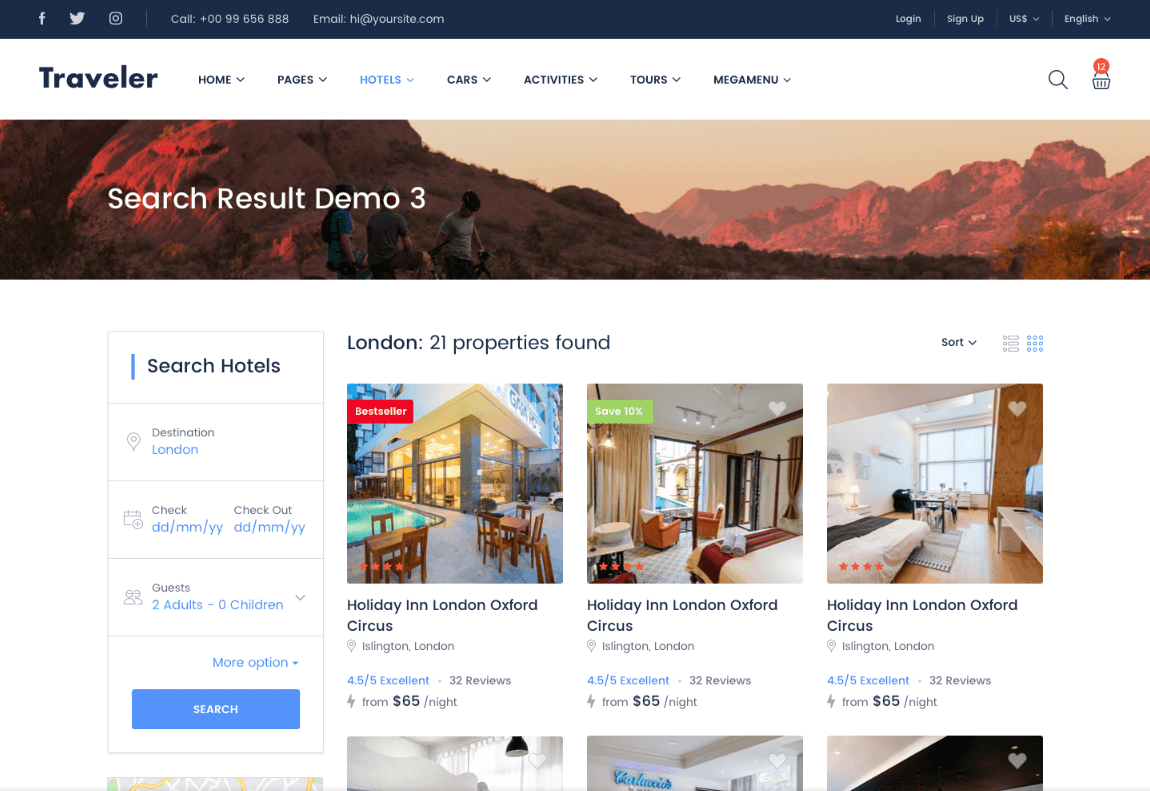 Call: +00 99 656 888 Email: hi@yoursite.com Login Sign Up US$ English
Traveler HOME PAGES HOTELS CARS ACTIVITIES TOURS MEGAMENU 12
Search Result Demo 3
Search Hotels
Destination
London
Check Check Out
dd/mm/yy dd/mm/yy
Guests
2 Adults - 0 Children
More option
SEARCH
London: 21 properties found Sort
Bestseller
Holiday Inn London Oxford
Circus
Islington, London
4.5/5 Excellent 32 Reviews
from $65 /night
Save 10%
Holiday Inn London Oxford
Circus
Islington, London
4.5/5 Excellent 32 Reviews
from $65 /night
Holiday Inn London Oxford
Circus
Islington, London
4.5/5 Excellent 32 Reviews
from $65 /night